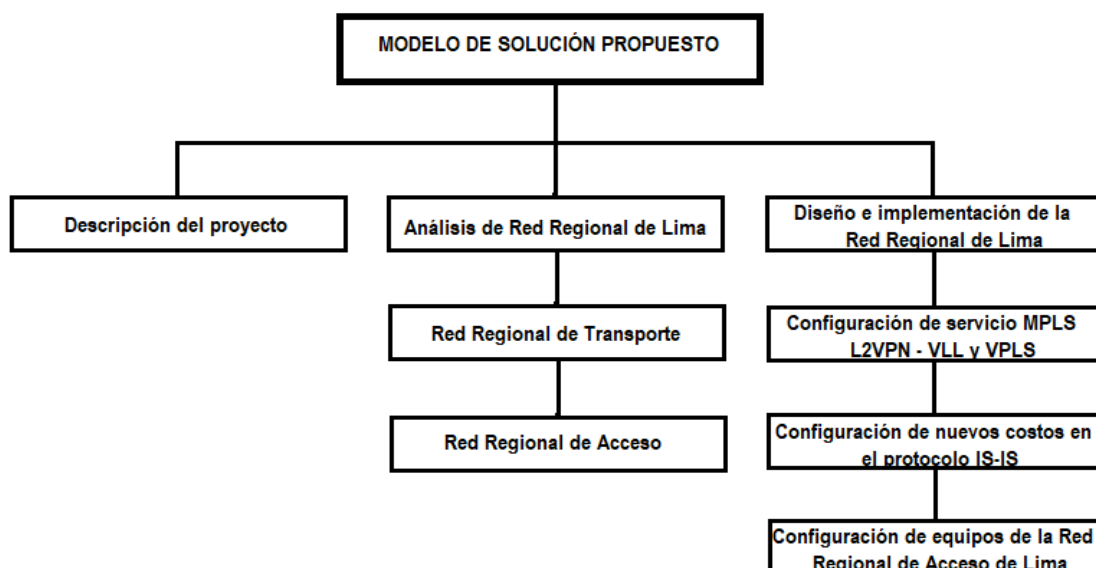 MODELO DE SOLUCIÓN PROPUESTO
Descripción del proyecto
Análisis de Red Regional de Lima
Red Regional de Transporte
Red Regional de Acceso
Diseño e implementación de la
Red Regional de Lima
Configuración de servicio MPLS
L2VPN - VLL y VPLS
Configuración de nuevos costos en
el protocolo IS-IS
Configuración de equipos de la Red
Regional de Acceso de Lima